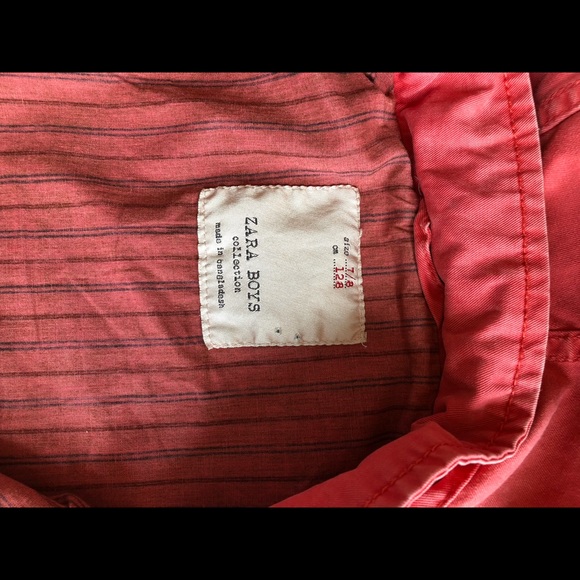 size ... 7/8
cm ... 128
ZARA BOYS
collection
made in bangladesh